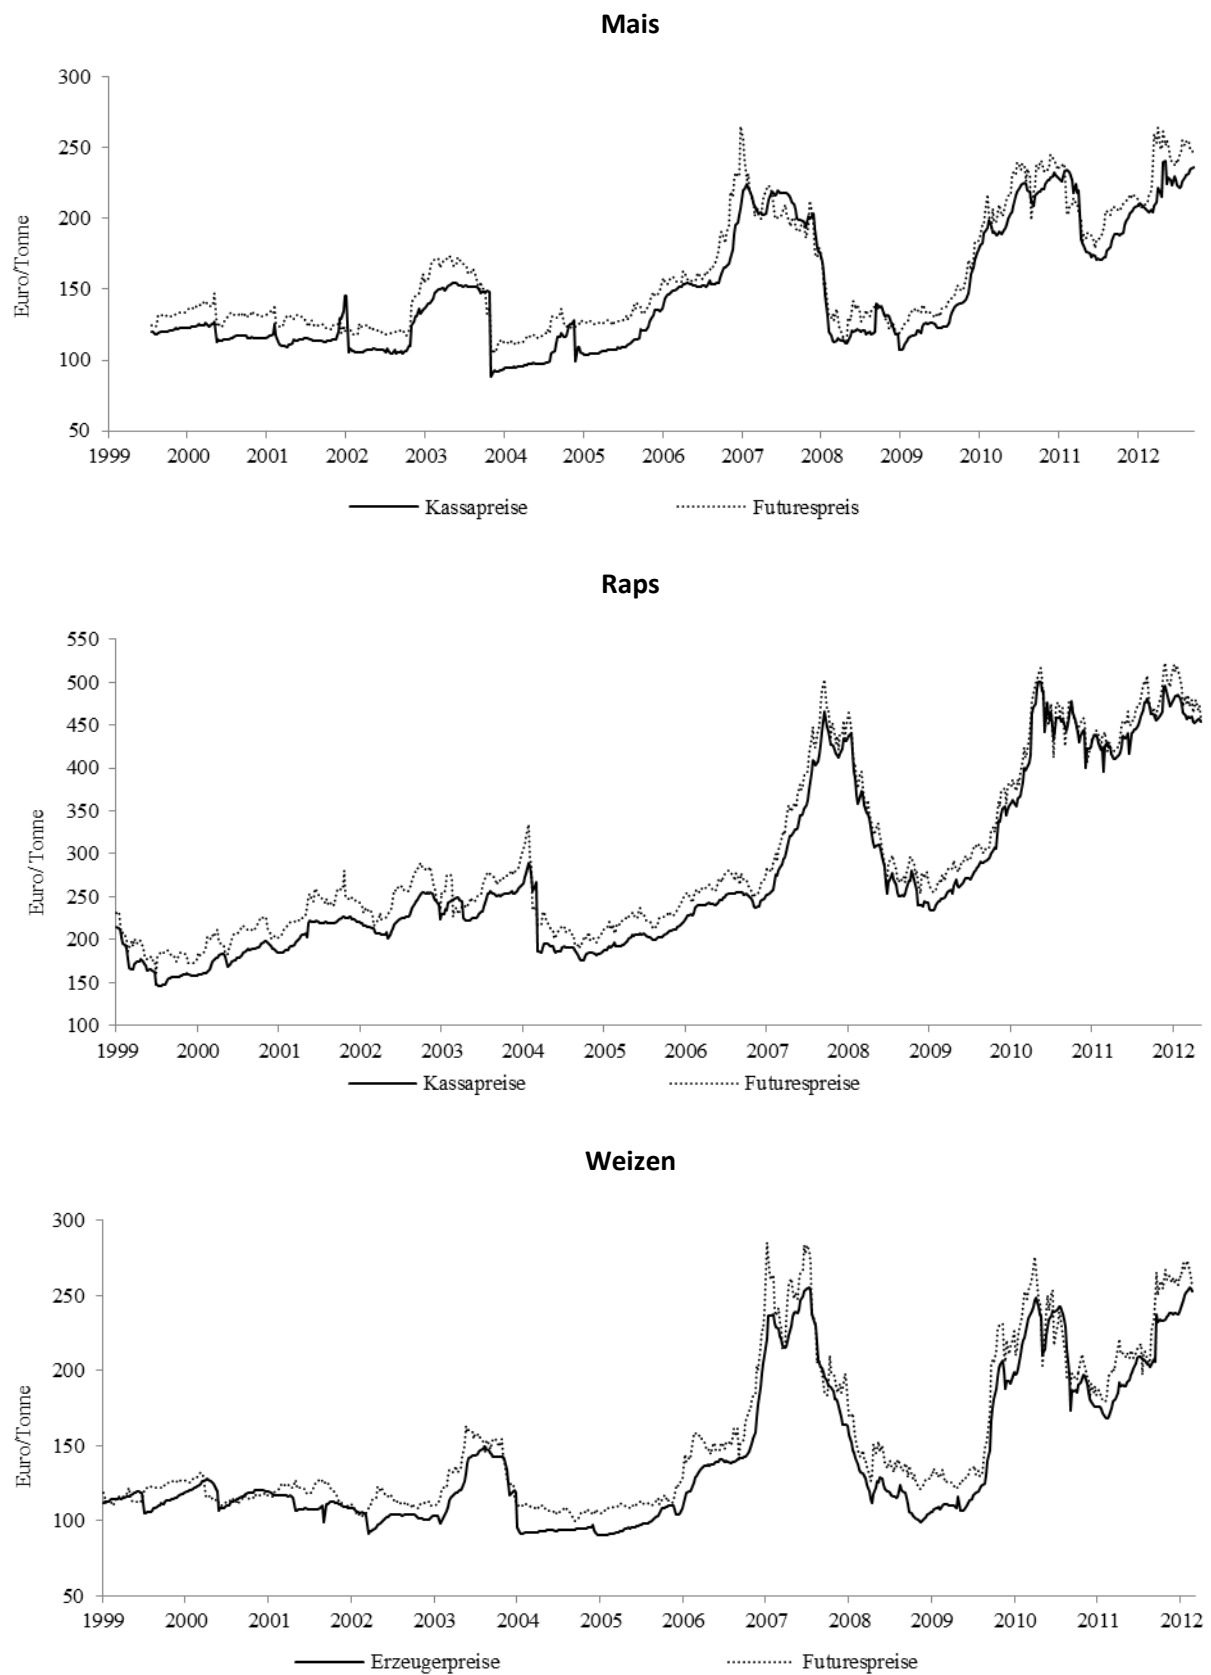 Mais
300
250
200
150
100
50
Euro/Tonne
1999 2000 2001 2002 2003 2004 2005 2006 2007 2008 2009 2010 2011 2012
Kassapreise Futurespreis
Raps
550
500
450
400
350
300
250
200
150
100
Euro/Tonne
1999 2000 2001 2002 2003 2004 2005 2006 2007 2008 2009 2010 2011 2012
Kassapreise Futurespreise
Weizen
300
250
200
150
100
50
Euro/Tonne
1999 2000 2001 2002 2003 2004 2005 2006 2007 2008 2009 2010 2011 2012
Erzeugerpreise Futurespreise